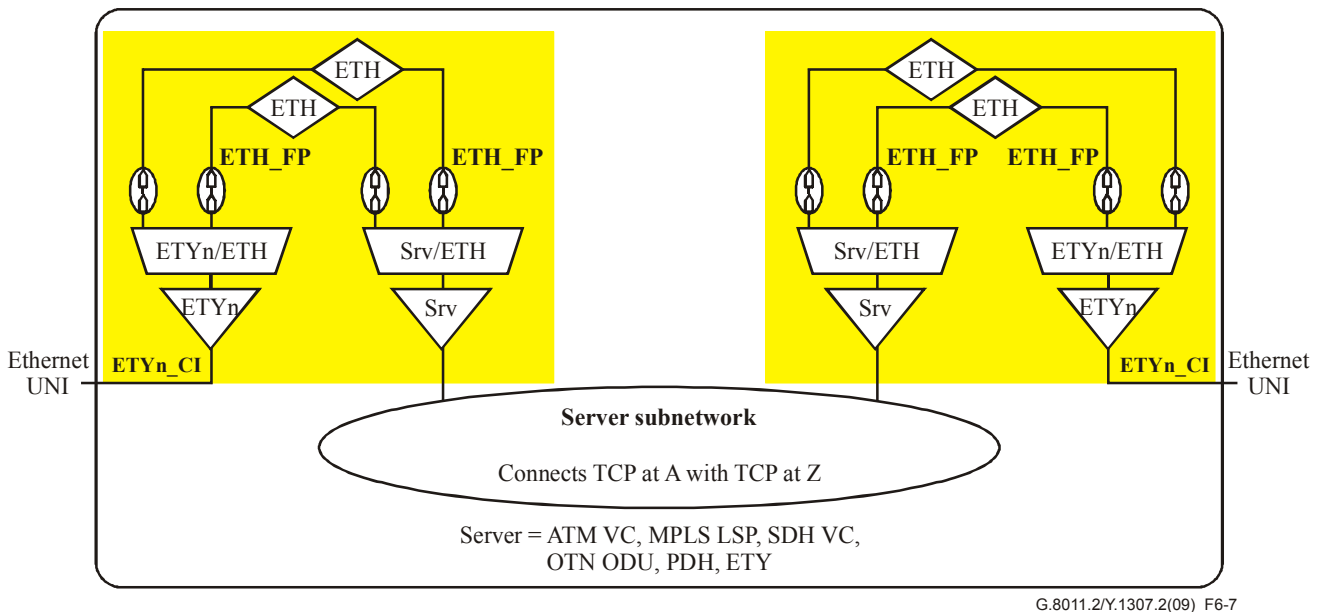 ETH ETH
ETH ETH
ETH_FP ETH_FP ETH_FP ETH_FP
ETYn/ETH Srv/ETH Srv/ETH ETYn/ETH
ETYn Srv Srv ETYn
Ethernet
UNI
ETYn_CI ETYn_CI
Ethernet
UNI
Server subnetwork
Connects TCP at A with TCP at Z
Server = ATM VC, MPLS LSP, SDH VC,
OTN ODU, PDH, ETY
G.8011.2/Y.1307.2(09)_F6-7